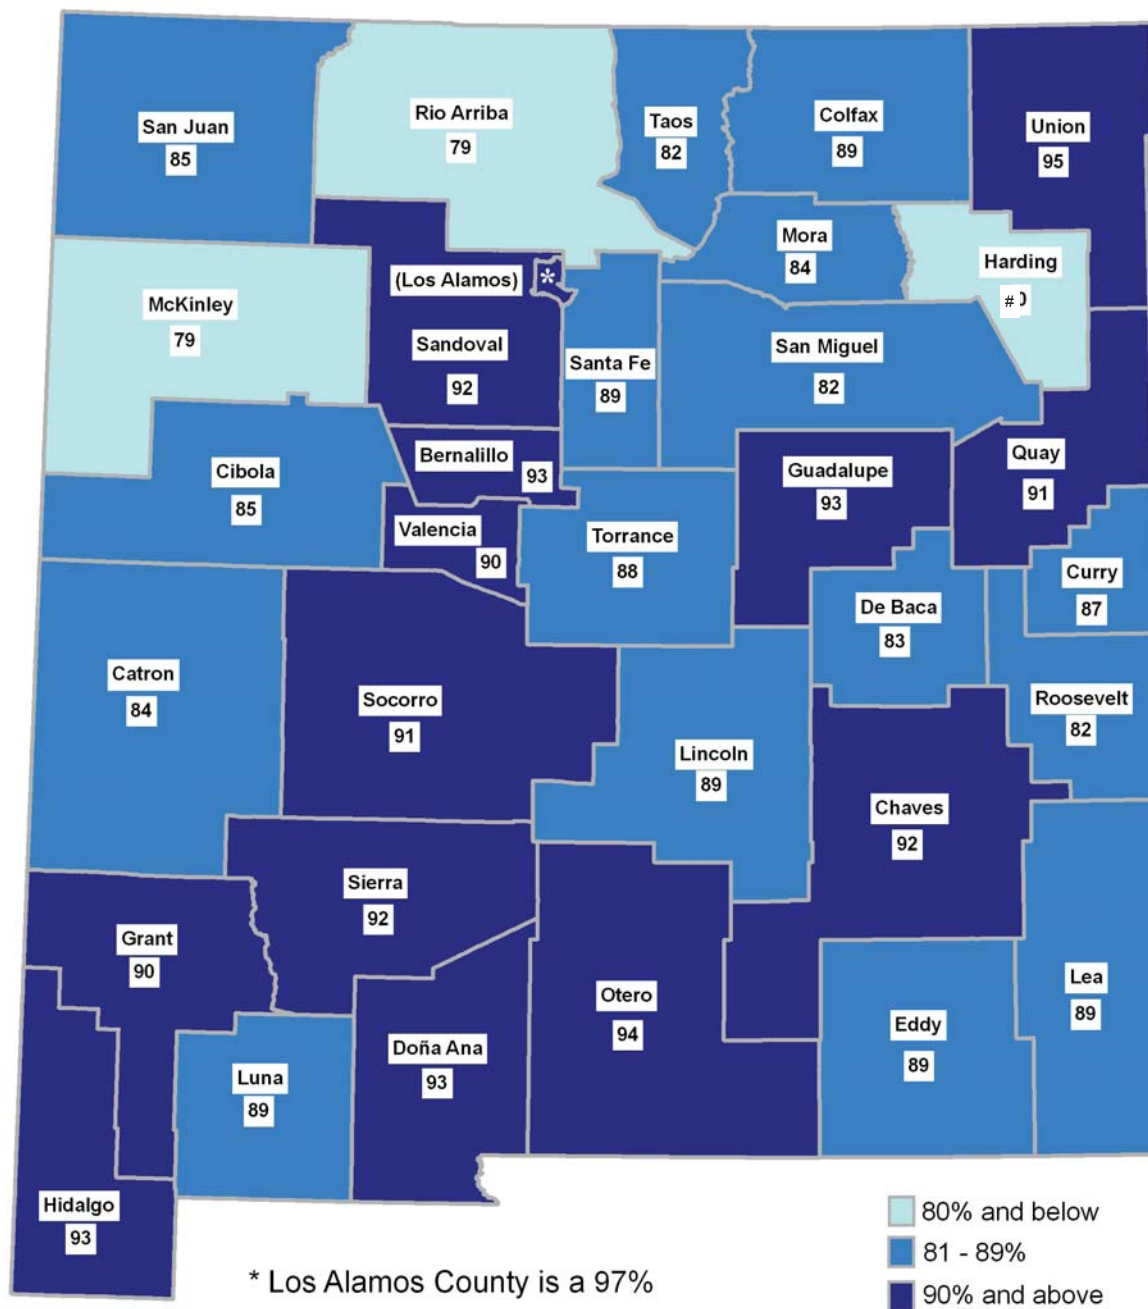 San Juan
85
Rio Arriba
79
Taos
82
Colfax
89
Union
95
Mora
84
Harding
#
McKinley
79
(Los Alamos)
*
Sandoval
92
Santa Fe
89
San Miguel
82
Cibola
85
Bernalillo
93
Guadalupe
93
Quay
91
Valencia
90
Torrance
88
Curry
87
De Baca
83
Catron
84
Socorro
91
Roosevelt
82
Lincoln
89
Chaves
92
Sierra
92
Grant
90
Otero
94
Lea
89
Eddy
89
Doña Ana
93
Luna
89
Hidalgo
93
80% and below
81 - 89%
90% and above
* Los Alamos County is a 97%